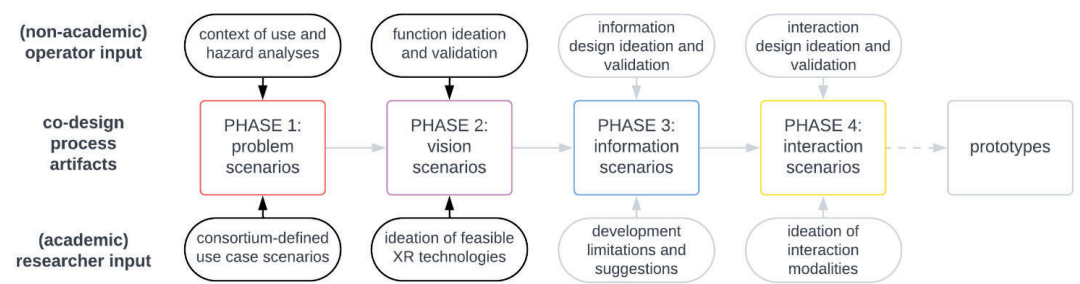 (non-academic)
operator input
context of use and
hazard analyses
function ideation
and validation
information
design ideation and
validation
interaction
design ideation and
validation
co-design
process
artifacts
PHASE 1:
problem
scenarios
PHASE 2:
vision
scenarios
PHASE 3:
information
scenarios
PHASE 4:
interaction
scenarios
prototypes
(academic)
researcher input
consortium-defined
use case scenarios
ideation of feasible
XR technologies
development
limitations and
suggestions
ideation of
interaction
modalities